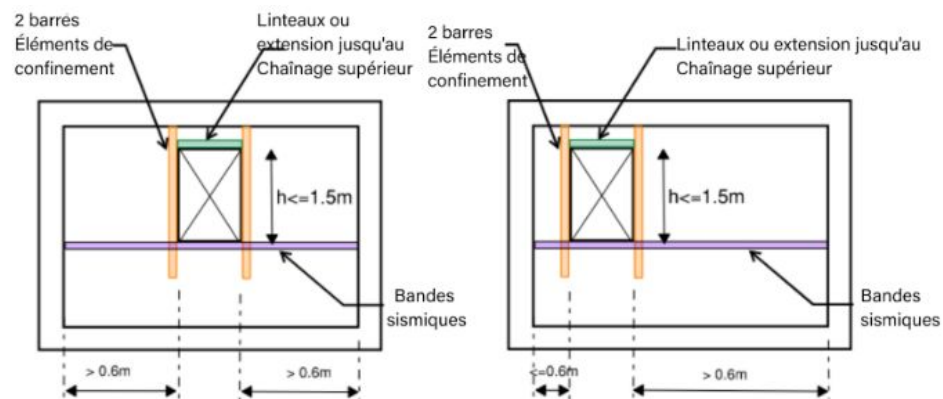 2 barres
Éléments de
confinement
Linteaux ou
extension jusqu'au
Chaînage supérieur
h<=1.5m
Bandes
sismiques
> 0.6m
> 0.6m
2 barres
Éléments de
confinement
Linteaux ou extension jusqu'au
Chaînage supérieur
h<=1.5m
Bandes
sismiques
<=0.6m
> 0.6m